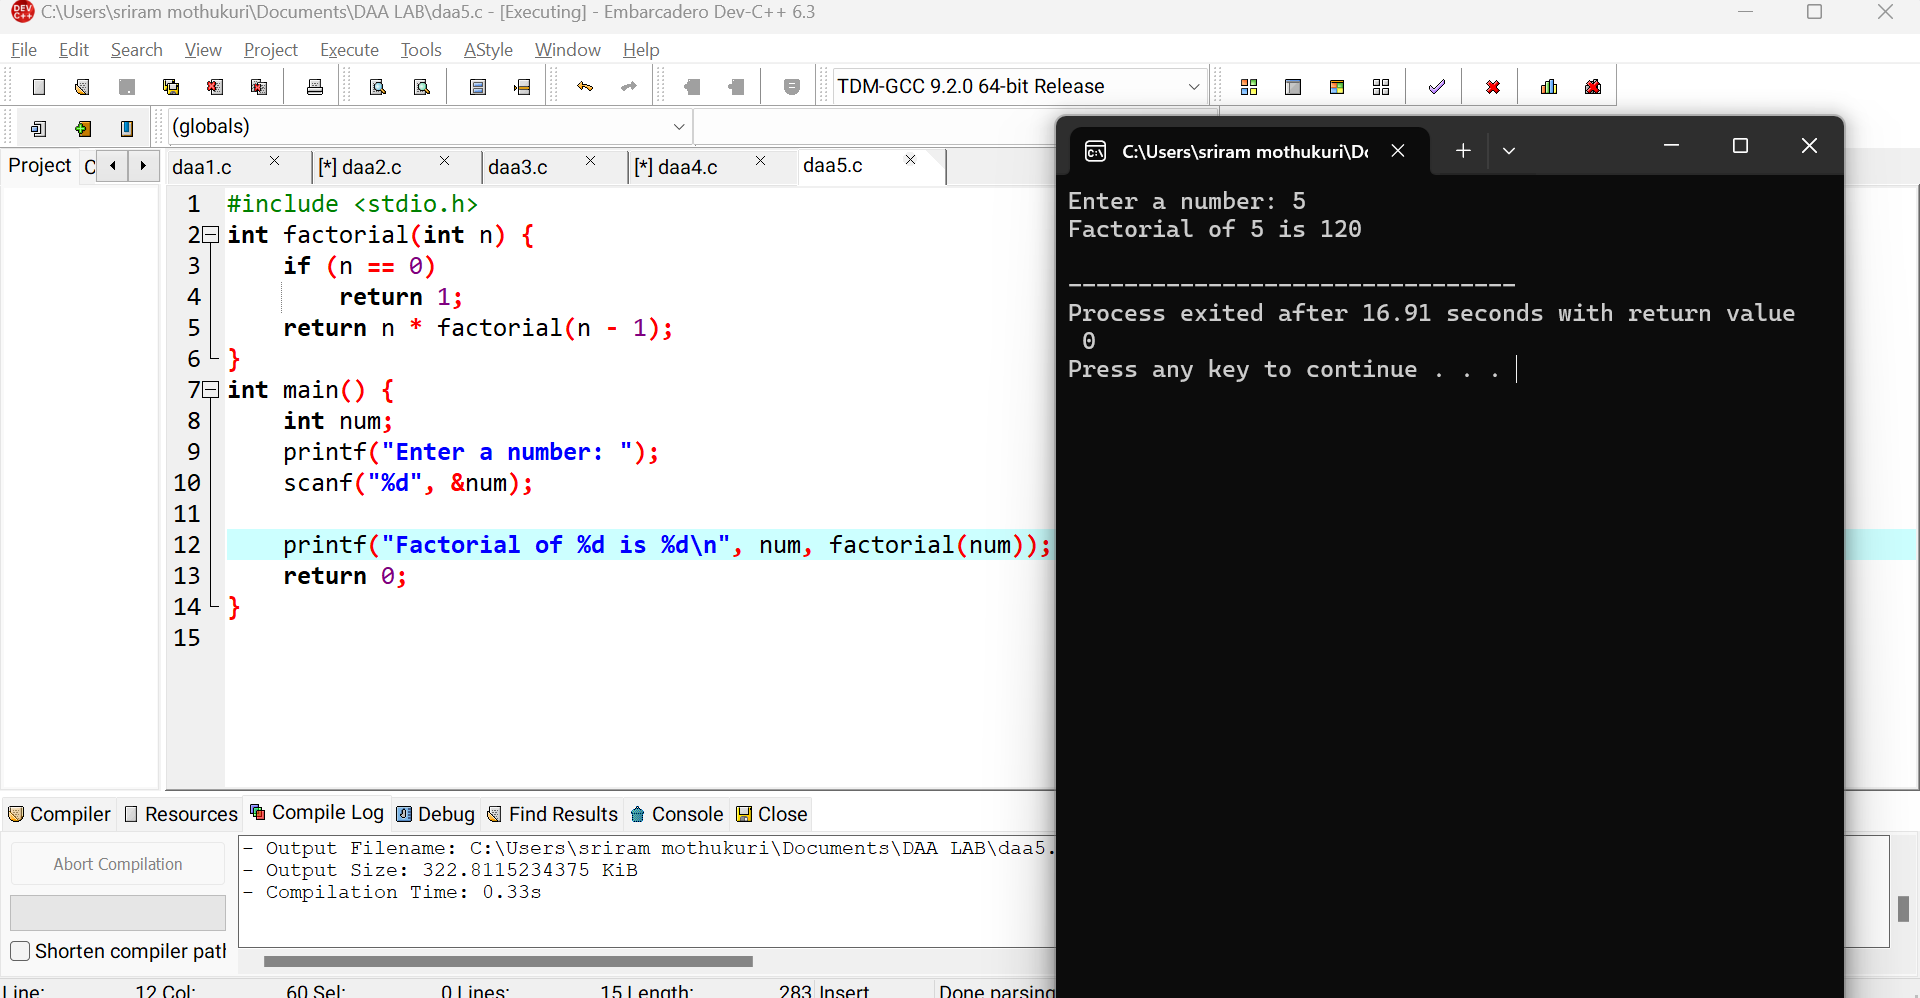 C:\Users\sriram mothukuri\Documents\DAA LAB\daa5.c - [Executing] - Embarcadero Dev-C++ 6.3
File Edit Search View Project Execute Tools AStyle Window Help
TDM-GCC 9.2.0 64-bit Release
(globals)
Project C daa1.c [*] daa2.c daa3.c [*] daa4.c daa5.c
1 #include <stdio.h>
2 int factorial(int n) {
3     if (n == 0)
4         return 1;
5     return n * factorial(n - 1);
6 }
7 int main() {
8     int num;
9     printf("Enter a number: ");
10     scanf("%d", &num);
11
12     printf("Factorial of %d is %d\n", num, factorial(num));
13     return 0;
14 }
15
C:\Users\sriram mothukuri\Dc
Enter a number: 5
Factorial of 5 is 120
--------------------------------
Process exited after 16.91 seconds with return value
 0
Press any key to continue . . .
Compiler Resources Compile Log Debug Find Results Console Close
Abort Compilation
Shorten compiler path
- Output Filename: C:\Users\sriram mothukuri\Documents\DAA LAB\daa5.
- Output Size: 322.8115234375 KiB
- Compilation Time: 0.33s
Line: 12 Col: 60 Sel: 0 Lines: 15 Length: 283 Insert Done parsing